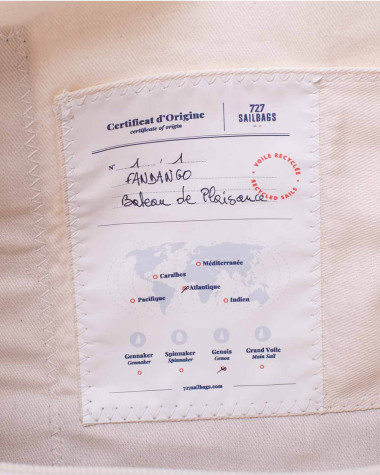 Certificat d'Origine
certificate of origin
727
SAILBAGS
N° 1 / 1
FANDANGO
Bateau de Plaisance
VOILE RECYCLÉE
RECYCLED SAILS
Méditerranée
Caraïbes
Atlantique
Pacifique
Indien
Gennaker
Gennaker
Spinnaker
Spinnaker
Genois
Genoa
Grand Voile
Main Sail
727sailbags.com